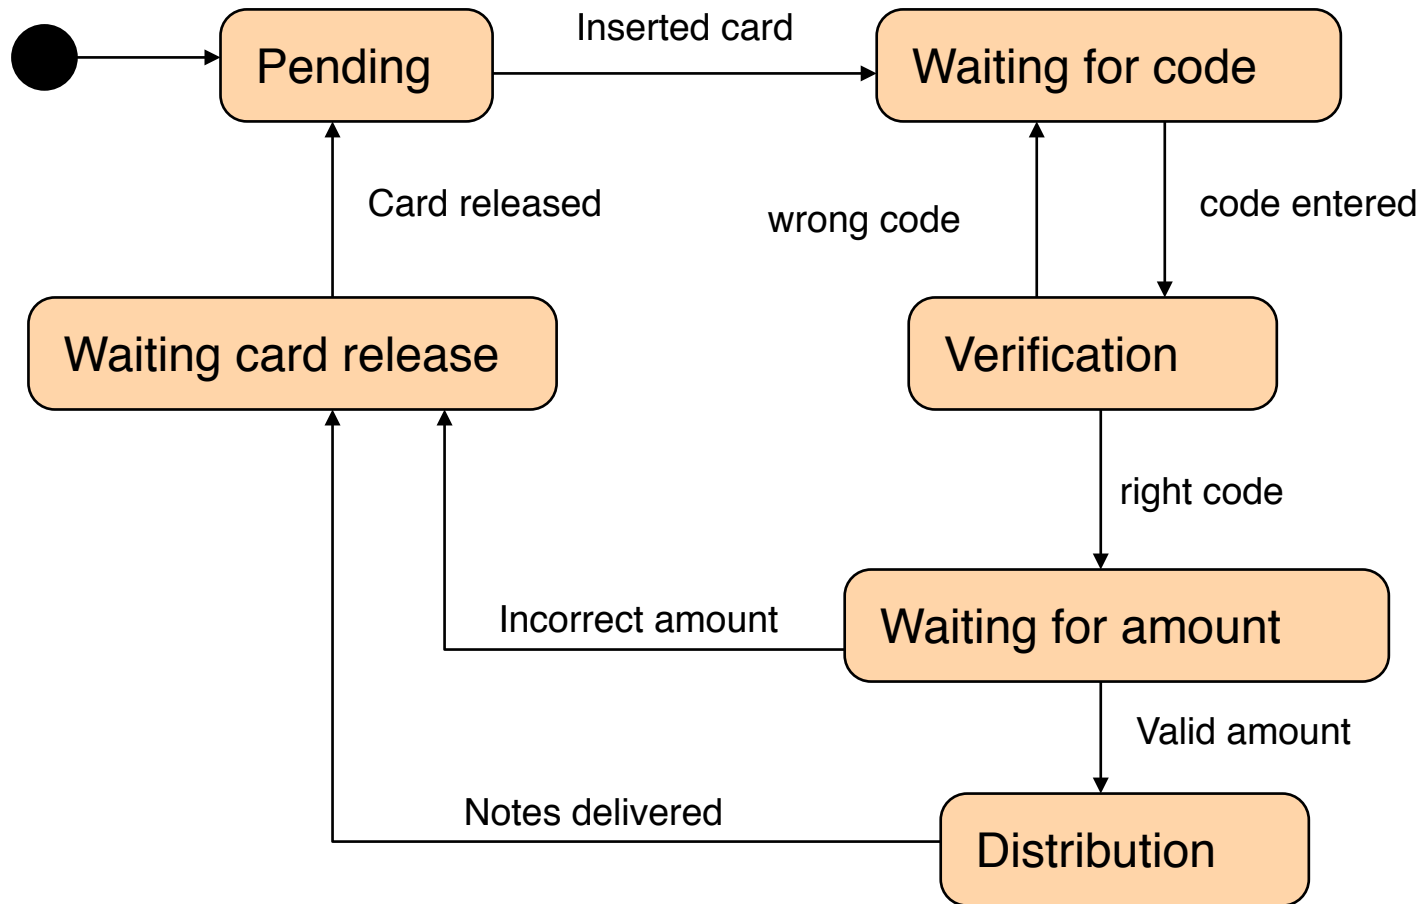 Pending
Inserted card
Waiting for code
Card released
wrong code
code entered
Waiting card release
Verification
right code
Incorrect amount
Waiting for amount
Valid amount
Notes delivered
Distribution